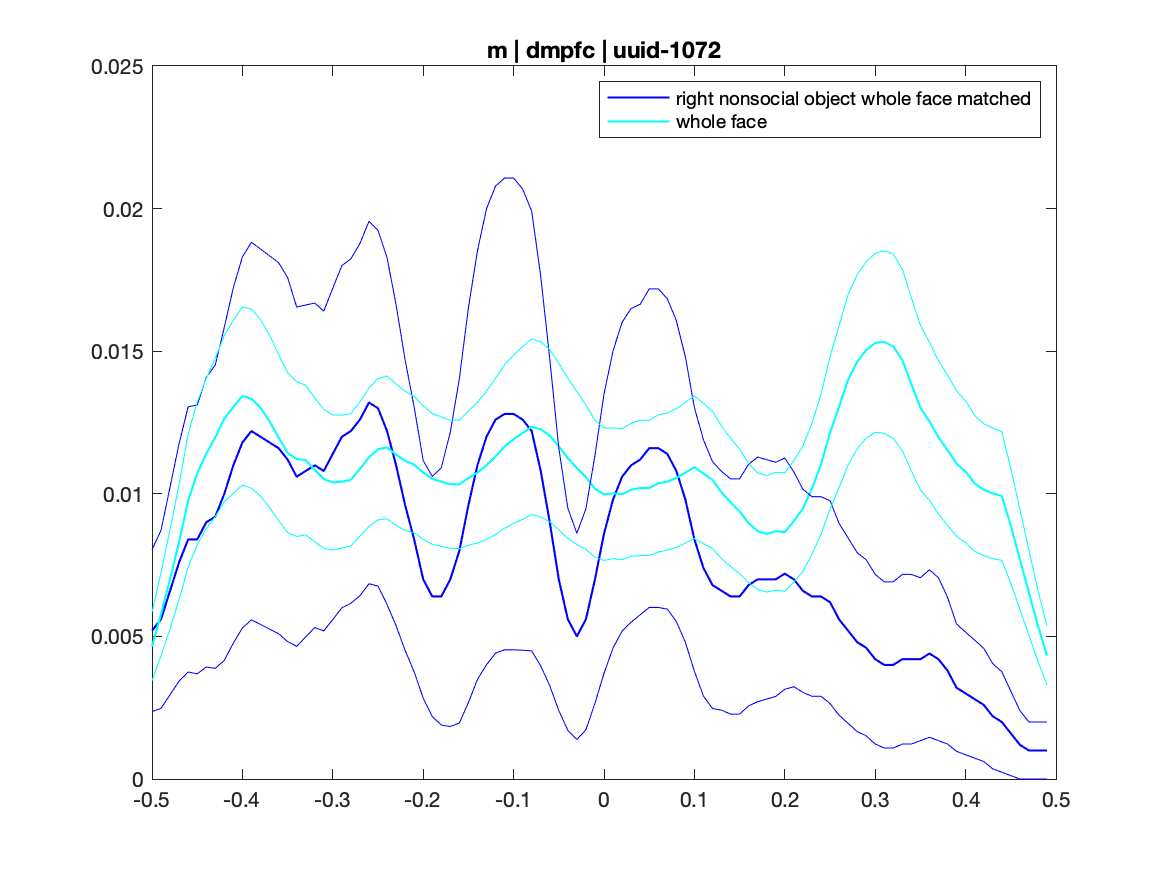 m | dmpfc | uuid-1072
0.025
right nonsocial object whole face matched
whole face
0.02
0.015
0.01
0.005
0
-0.5 -0.4 -0.3 -0.2 -0.1 0 0.1 0.2 0.3 0.4 0.5